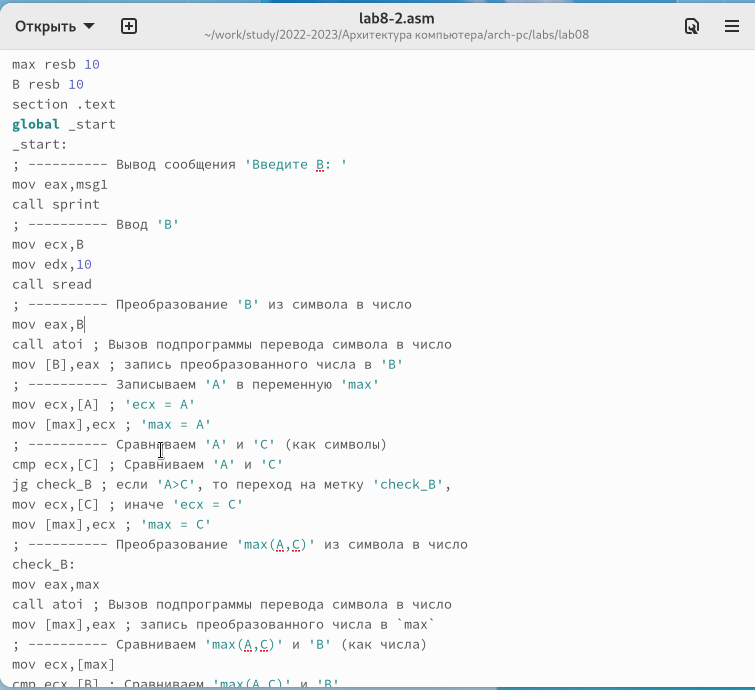 Открыть
lab8-2.asm
~/work/study/2022-2023/Архитектура компьютера/arch-pc/labs/lab08
max resb 10
B resb 10
section .text
global _start
_start:
; ---------- Вывод сообщения 'Введите B: '
mov eax,msg1
call sprint
; ---------- Ввод 'B'
mov ecx,B
mov edx,10
call sread
; ---------- Преобразование 'B' из символа в число
mov eax,B
call atoi ; Вызов подпрограммы перевода символа в число
mov [B],eax ; запись преобразованного числа в 'B'
; ---------- Записываем 'A' в переменную 'max'
mov ecx,[A] ; 'ecx = A'
mov [max],ecx ; 'max = A'
; ---------- Сравниваем 'A' и 'С' (как символы)
cmp ecx,[C] ; Сравниваем 'A' и 'С'
jg check_B ; если 'A>C', то переход на метку 'check_B',
mov ecx,[C] ; иначе 'ecx = C'
mov [max],ecx ; 'max = C'
; ---------- Преобразование 'max(A,C)' из символа в число
check_B:
mov eax,max
call atoi ; Вызов подпрограммы перевода символа в число
mov [max],eax ; запись преобразованного числа в `max`
; ---------- Сравниваем 'max(A,C)' и 'B' (как числа)
mov ecx,[max]
cmp ecx,[B] ; Сравниваем 'max(A,C)' и 'B'